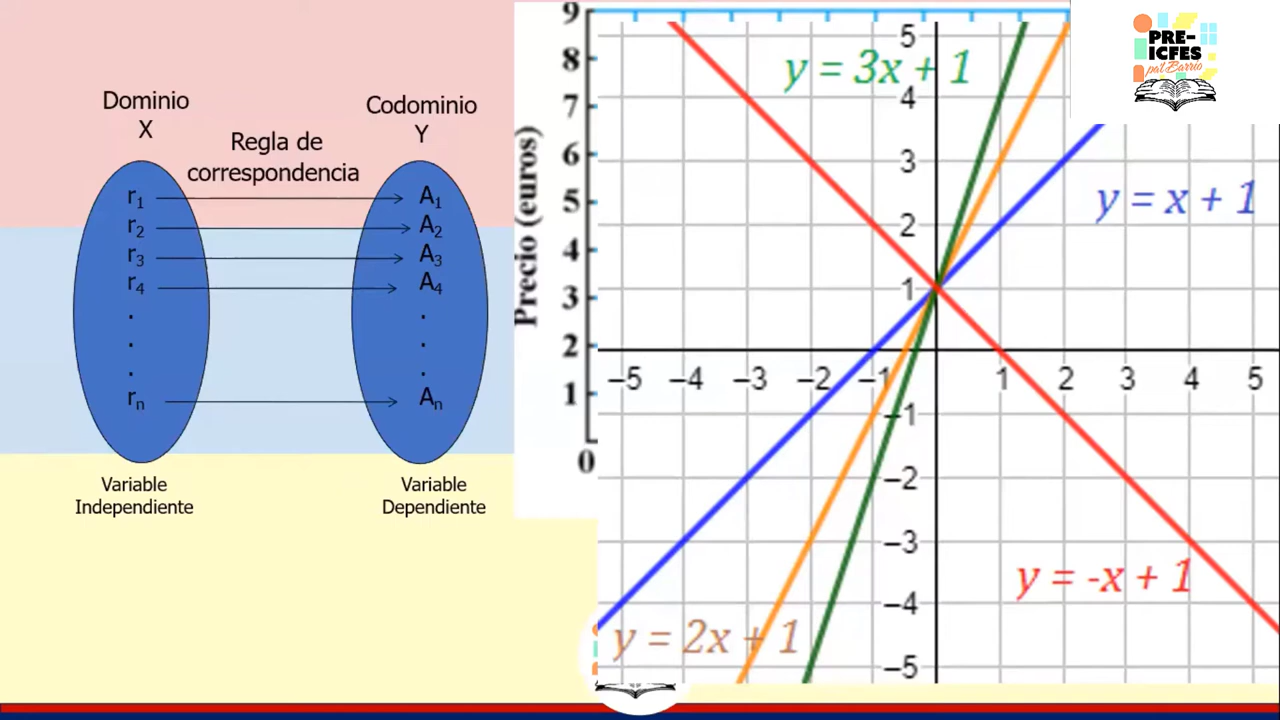 Dominio
X
Codominio
Y
Regla de
correspondencia
r1
r2
r3
r4
.
.
.
rn
A1
A2
A3
A4
.
.
.
An
Variable
Independiente
Variable
Dependiente
Precio (euros)
9
8
7
6
5
4
3
2
1
0
y = 3x + 1
y = x + 1
y = -x + 1
y = 2x + 1
5
4
3
2
1
–1
–2
–3
–4
–5
–5 –4 –3 –2 –1 1 2 3 4 5
PRE-
ICFES
pal Barrio